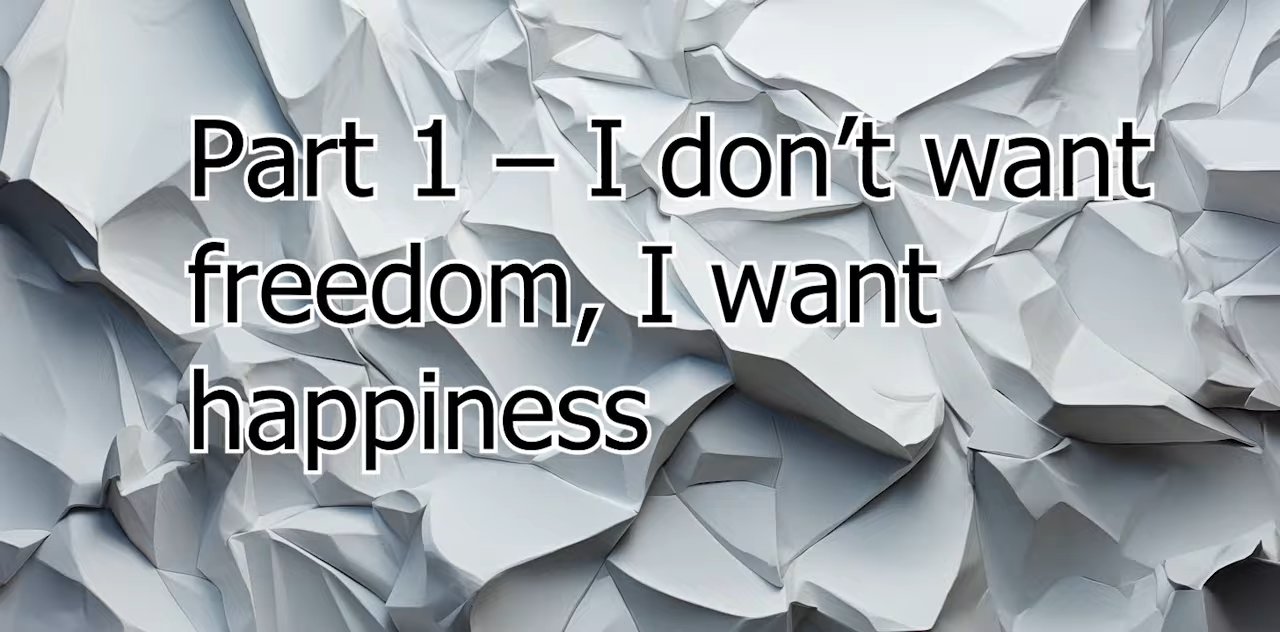 Part 1 – I don’t want
freedom, I want
happiness